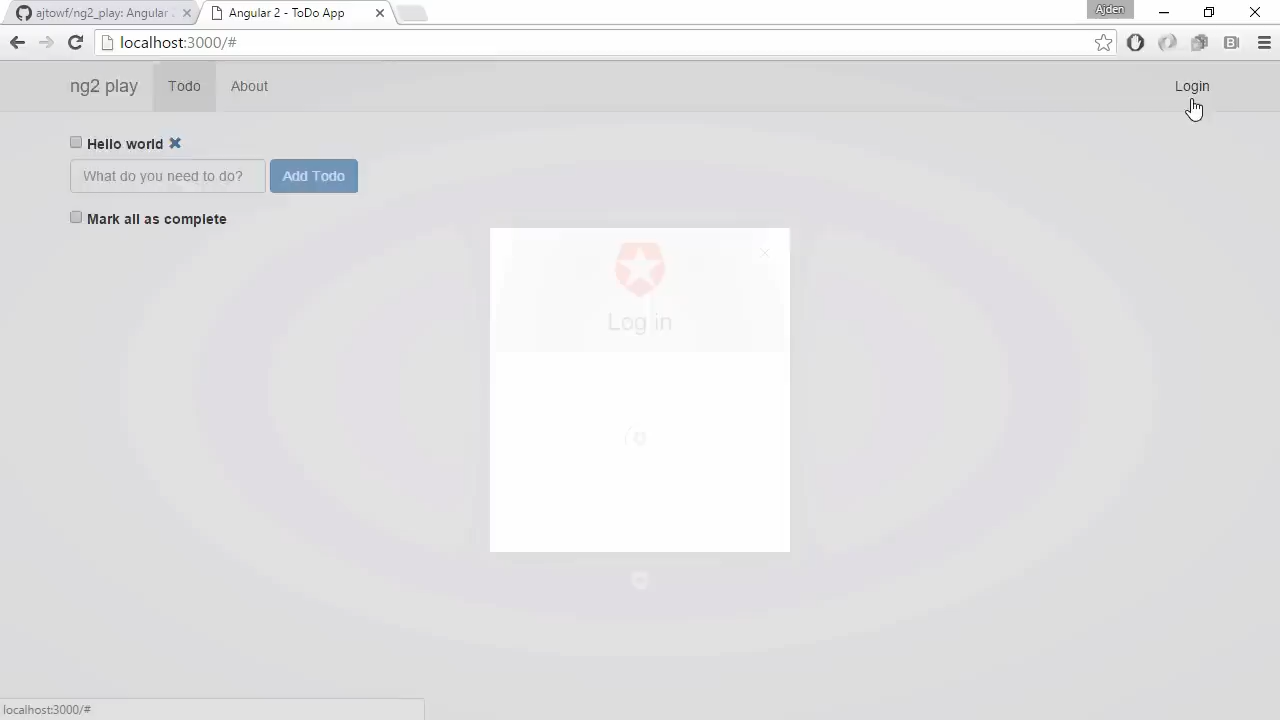 ajtowf/ng2_play: Angular
Angular 2 - ToDo App
Ajden
localhost:3000/#
ng2 play
Todo
About
Login
Hello world
What do you need to do?
Add Todo
Mark all as complete
Log in
localhost:3000/#